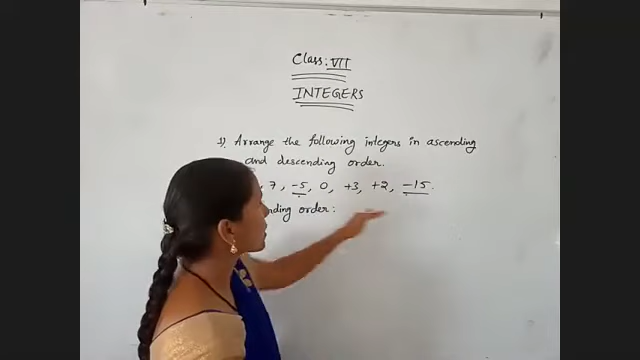 Class: VII
INTEGERS
1) Arrange the following integers in ascending
and descending order.
, 7, -5, 0, +3, +2, -15.
order: